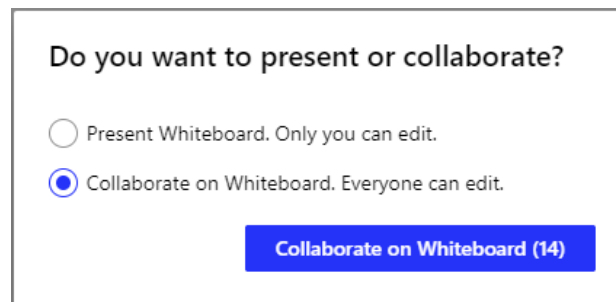 Do you want to present or collaborate?
Present Whiteboard. Only you can edit.
Collaborate on Whiteboard. Everyone can edit.
Collaborate on Whiteboard (14)